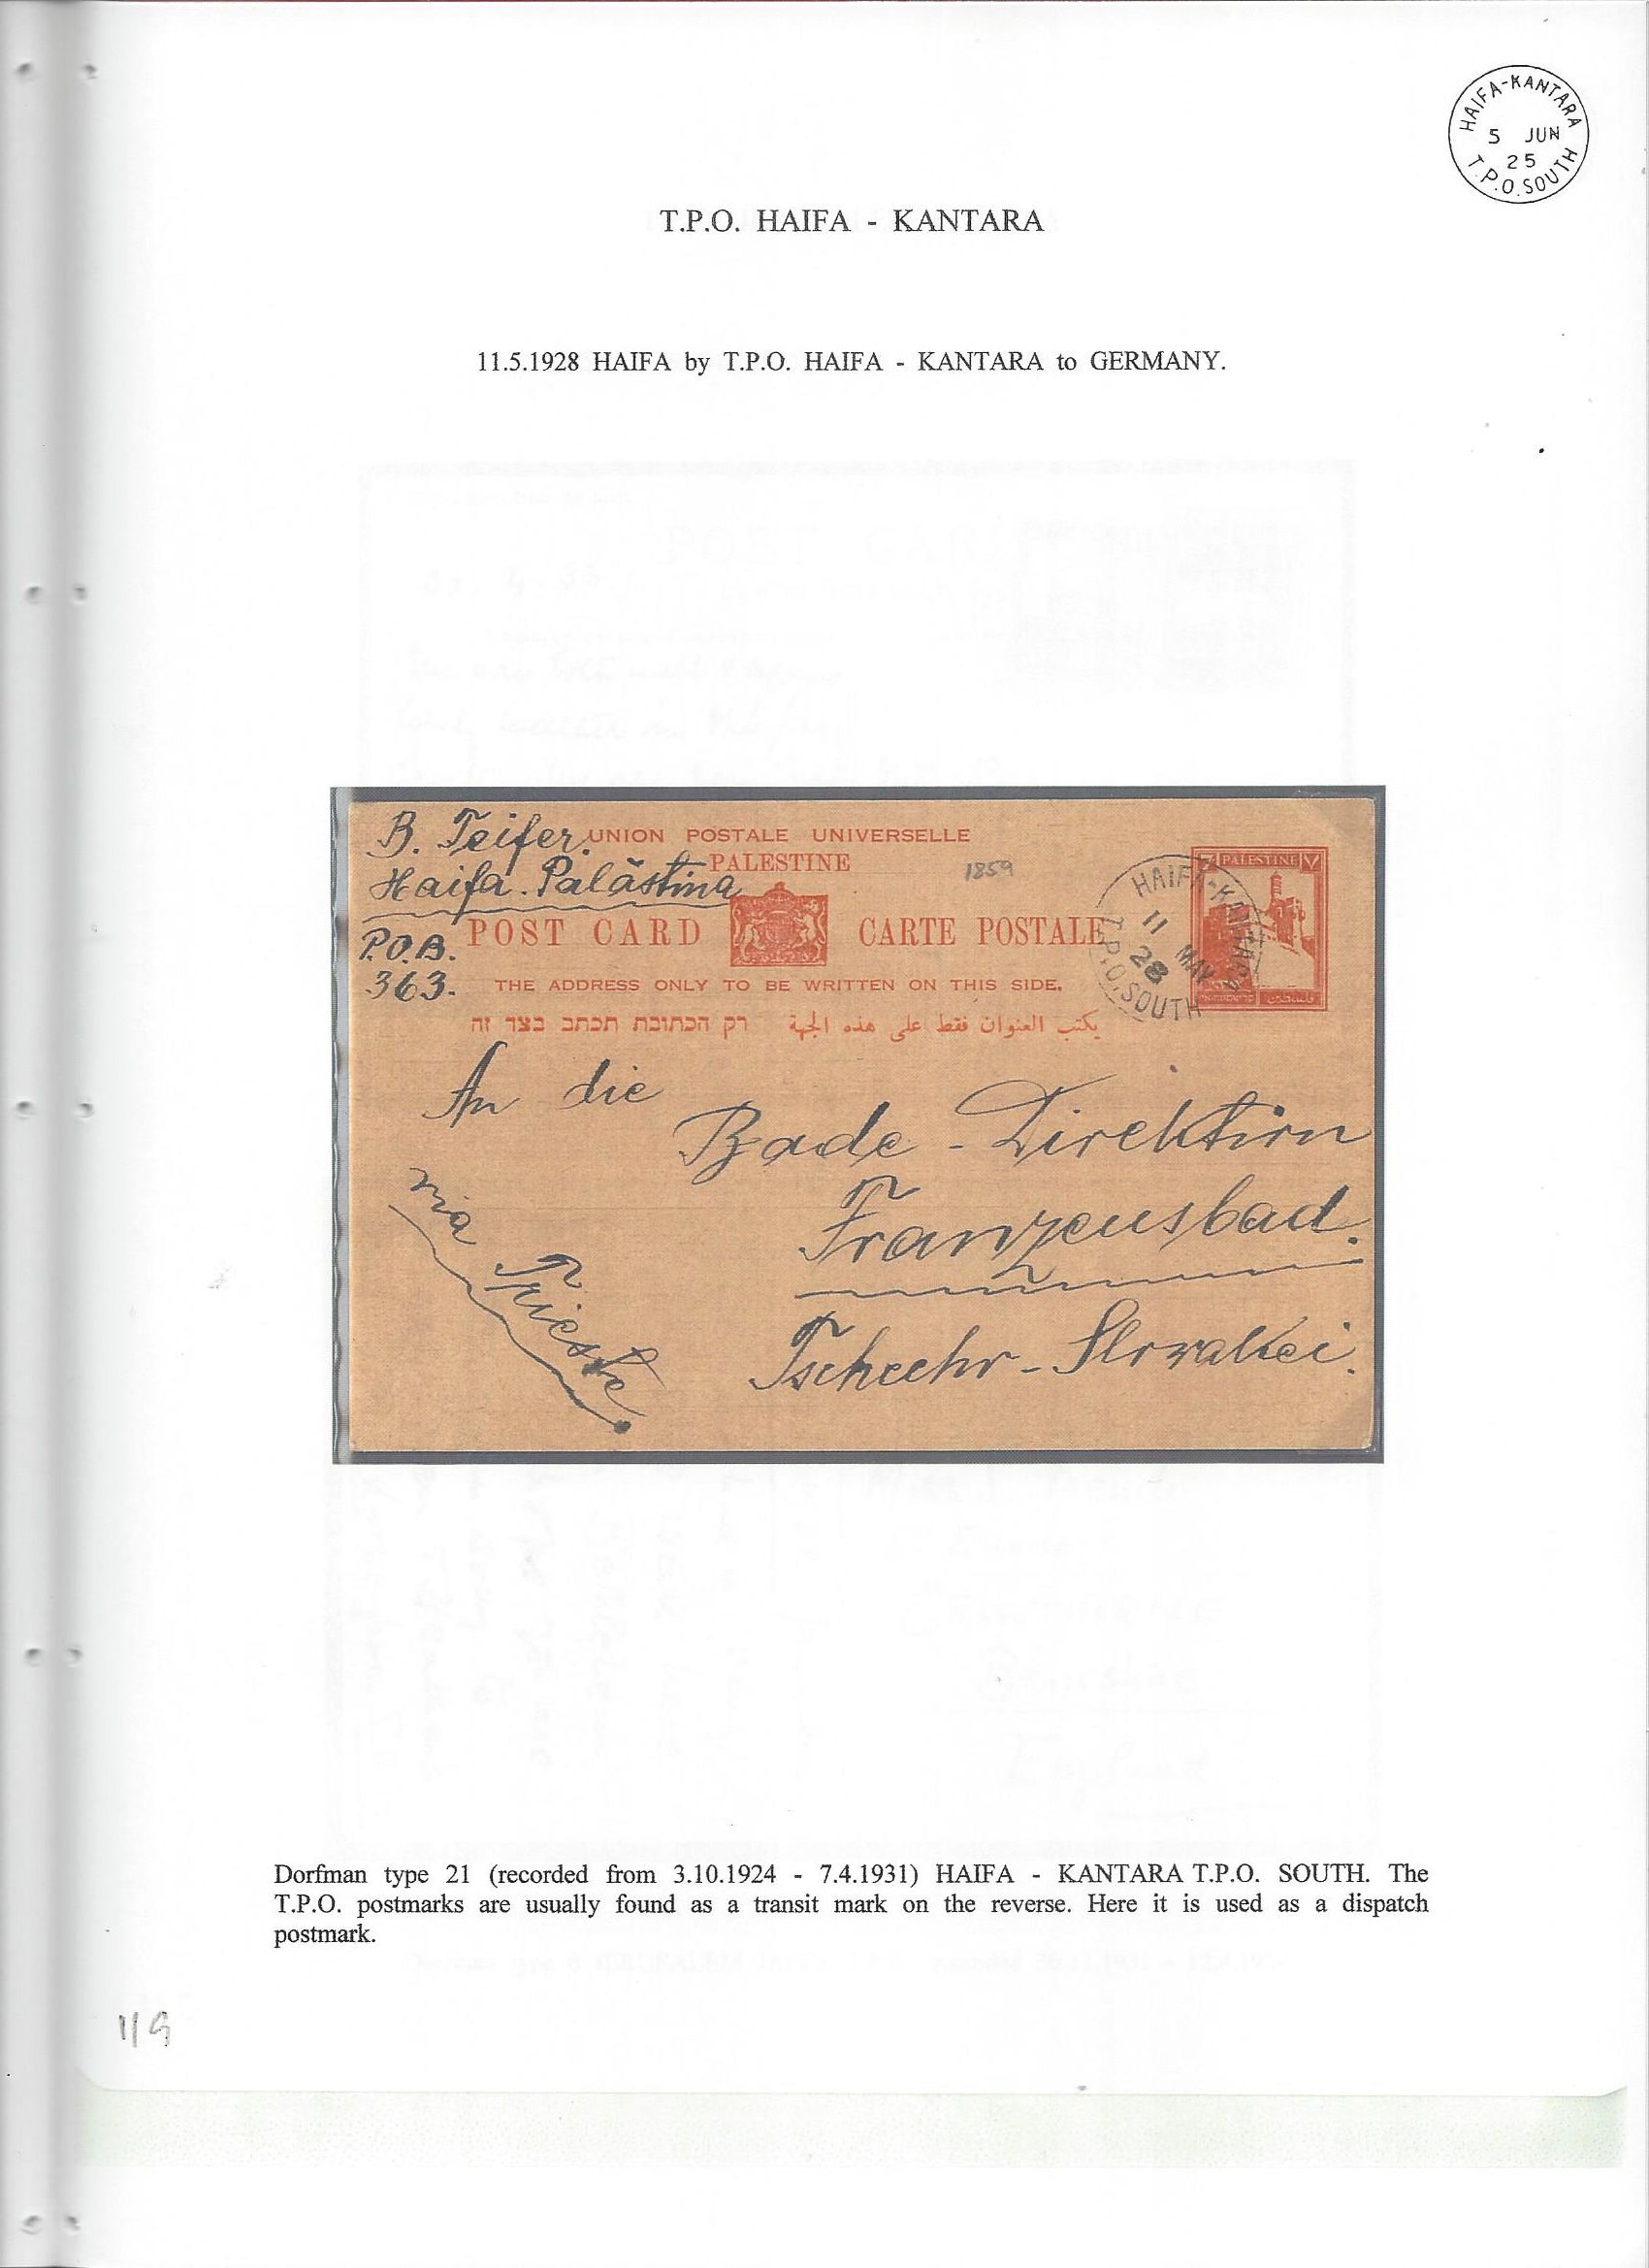 HAIFA-KANTARA
5 JUN
25
T.P.O. SOUTH
T.P.O. HAIFA - KANTARA
11.5.1928 HAIFA by T.P.O. HAIFA - KANTARA to GERMANY.
B. Teifer.
UNION POSTALE UNIVERSELLE
PALESTINE
1859
Haifa. Palästina
P.O.B.
363.
POST CARD CARTE POSTALE
THE ADDRESS ONLY TO BE WRITTEN ON THIS SIDE.
רק הכתובת תכתב בצד זה يكتب العنوان فقط على هذه الجهة
PALESTINE
HAIFA-KANTARA
11 MAY
28
T.P.O. SOUTH
An die
Bade - Direktion
Franzensbad.
Tschecho - Slovakei.
via Trieste
Dorfman type 21 (recorded from 3.10.1924 - 7.4.1931) HAIFA - KANTARA T.P.O. SOUTH. The
T.P.O. postmarks are usually found as a transit mark on the reverse. Here it is used as a dispatch
postmark.
119